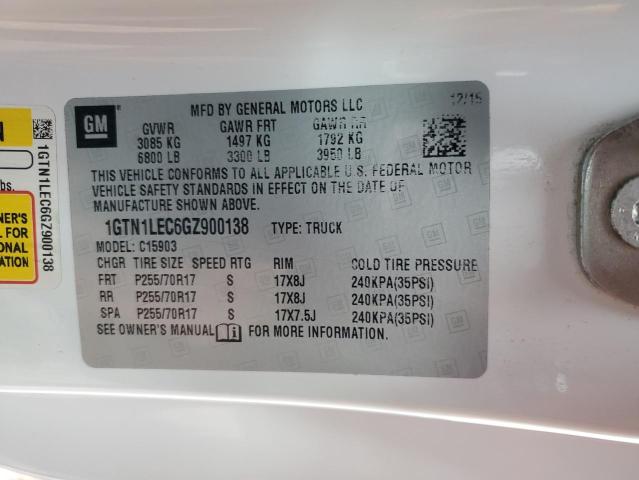 MFD BY GENERAL MOTORS LLC 12/15
GM
GVWR GAWR FRT GAWR RR
3085 KG 1497 KG 1792 KG
6800 LB 3300 LB 3950 LB
THIS VEHICLE CONFORMS TO ALL APPLICABLE U.S. FEDERAL MOTOR
VEHICLE SAFETY STANDARDS IN EFFECT ON THE DATE OF
MANUFACTURE SHOWN ABOVE.
1GTN1LEC6GZ900138 TYPE: TRUCK
MODEL: C15903
CHGR TIRE SIZE SPEED RTG RIM COLD TIRE PRESSURE
FRT P255/70R17 S 17X8J 240KPA(35PSI)
RR P255/70R17 S 17X8J 240KPA(35PSI)
SPA P255/70R17 S 17X7.5J 240KPA(35PSI)
SEE OWNER'S MANUAL FOR MORE INFORMATION.
1GTN1LEC6GZ900138
lbs.